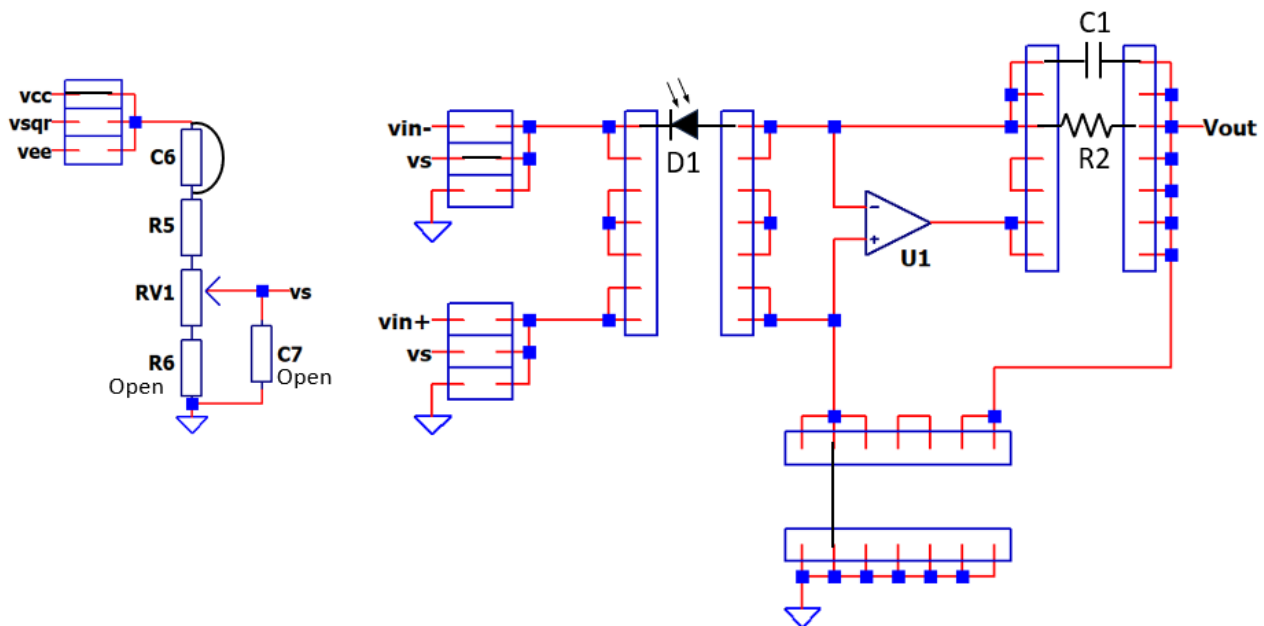 C1
vcc
vsqr
vee
C6
vin-
vs
D1
R2
Vout
R5
U1
RV1
vs
vin+
vs
R6
Open
C7
Open